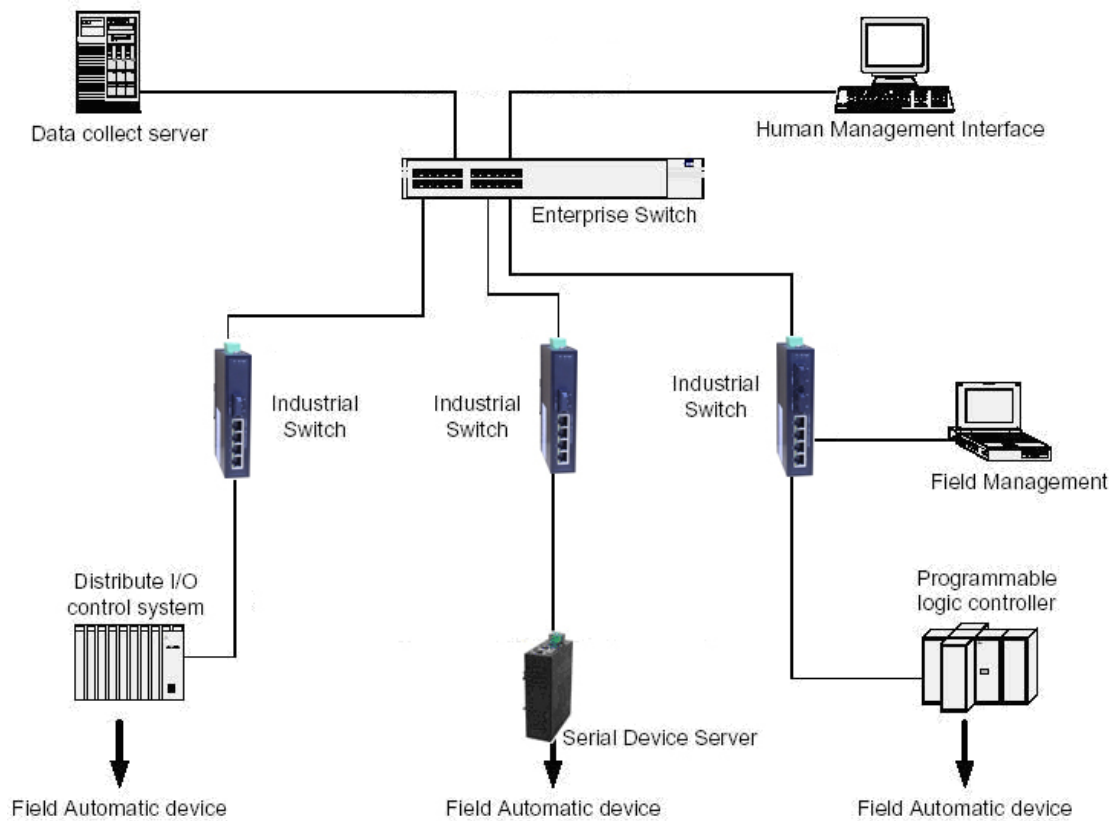 Data collect server
Human Management Interface
Enterprise Switch
Industrial
Switch
Industrial
Switch
Industrial
Switch
Field Management
Distribute I/O
control system
Programmable
logic controller
Serial Device Server
Field Automatic device
Field Automatic device
Field Automatic device